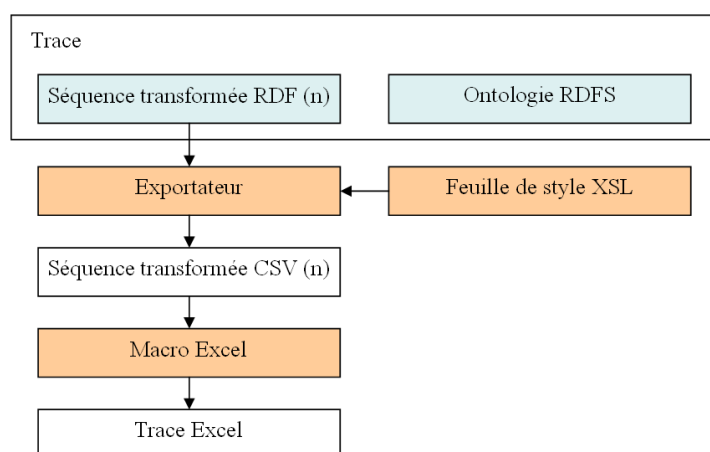 Trace
Séquence transformée RDF (n)
Ontologie RDFS
Exportateur
Feuille de style XSL
Séquence transformée CSV (n)
Macro Excel
Trace Excel